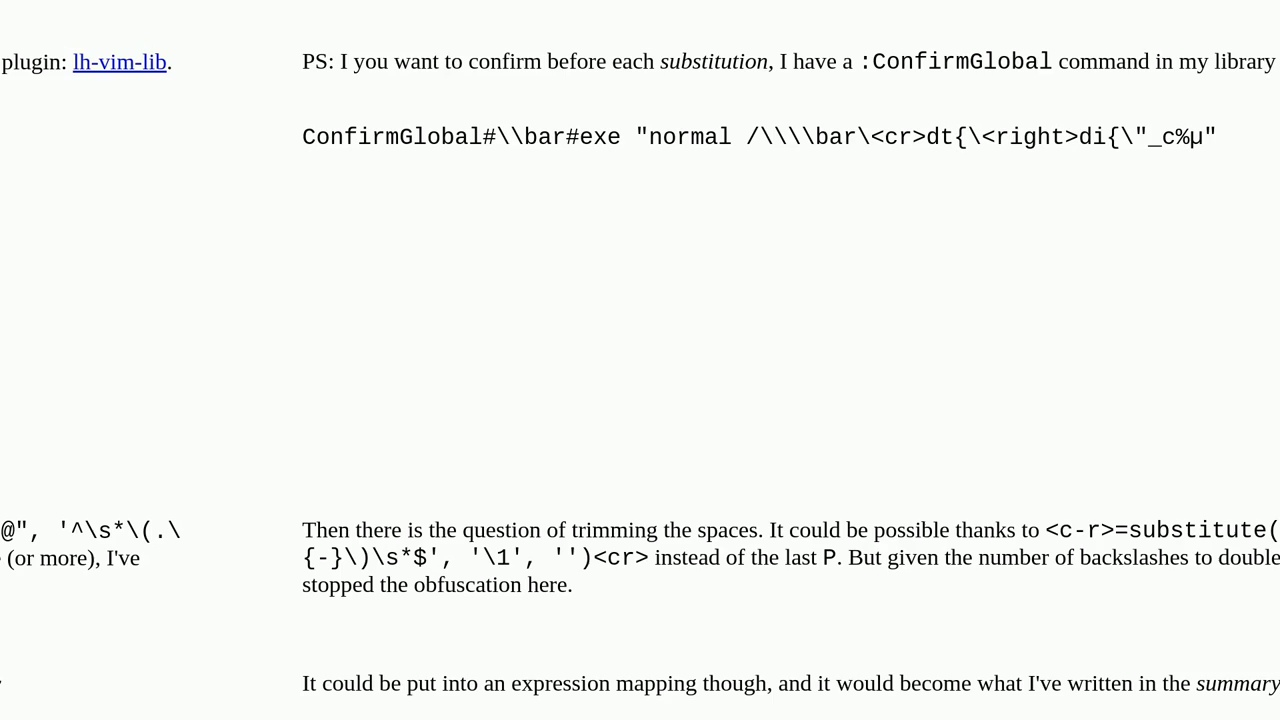 plugin: lh-vim-lib.
PS: I you want to confirm before each substitution, I have a :ConfirmGlobal command in my library
ConfirmGlobal#\\bar#exe "normal /\\\\bar\<cr>dt{\<right>di{\"_c%µ"
@", '^\s*\(.\
(or more), I've
Then there is the question of trimming the spaces. It could be possible thanks to <c-r>=substitute(
{-}\)\s*$', '\1', '')<cr> instead of the last P. But given the number of backslashes to double
stopped the obfuscation here.
It could be put into an expression mapping though, and it would become what I've written in the summary